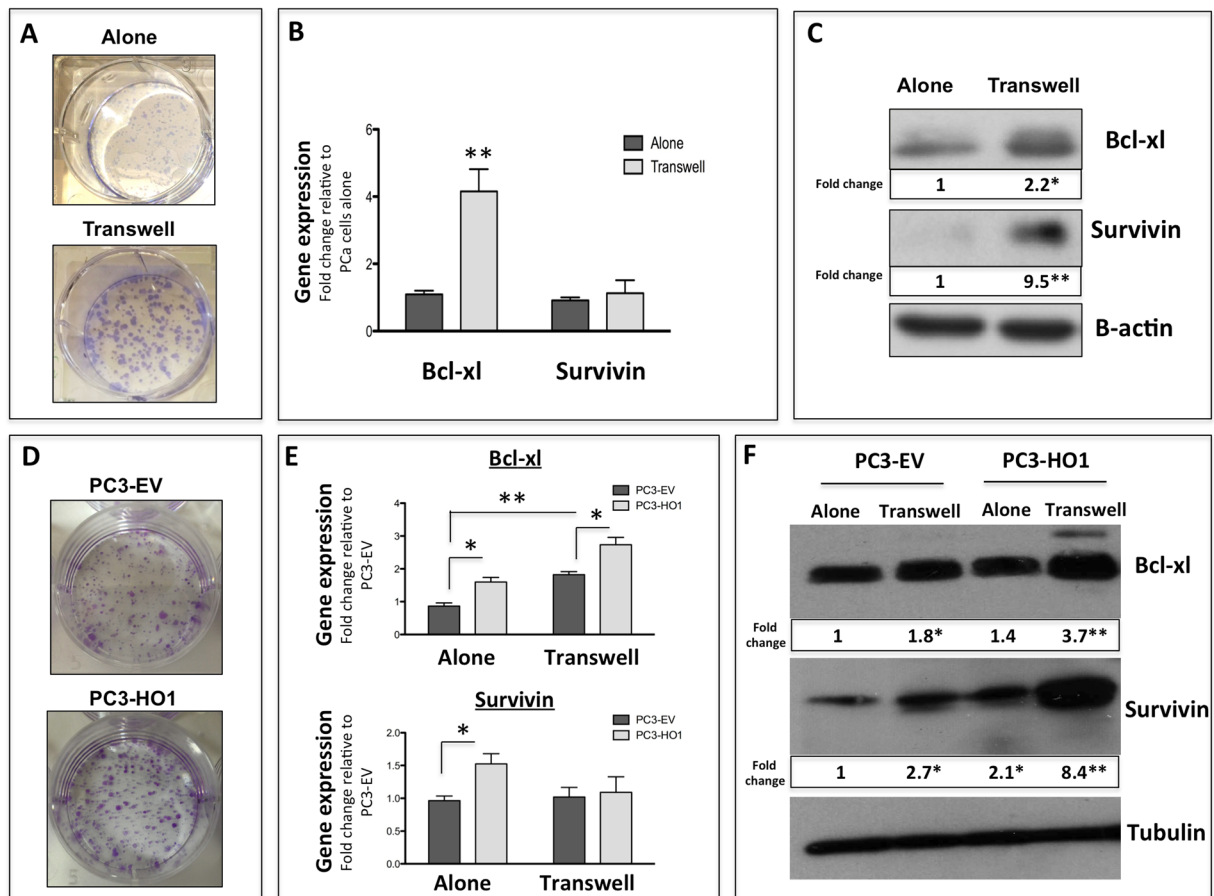 A
Alone
Transwell
B
Gene expression
Fold change relative to
PCa cells alone
6
4
2
0
**
Alone
Transwell
Bcl-xl
Survivin
C
Alone Transwell
Bcl-xl
Fold change 1 2.2*
Survivin
Fold change 1 9.5**
B-actin
D
PC3-EV
PC3-HO1
E
Bcl-xl
Gene expression
Fold change relative to
PC3-EV
4
3
2
1
0
PC3-EV
PC3-HO1
*
**
*
Alone Transwell
Survivin
Gene expression
Fold change relative to
PC3-EV
2.0
1.5
1.0
0.5
0.0
PC3-EV
PC3-HO1
*
Alone Transwell
F
PC3-EV PC3-HO1
Alone Transwell Alone Transwell
Bcl-xl
Fold
change
1 1.8* 1.4 3.7**
Survivin
Fold
change
1 2.7* 2.1* 8.4**
Tubulin